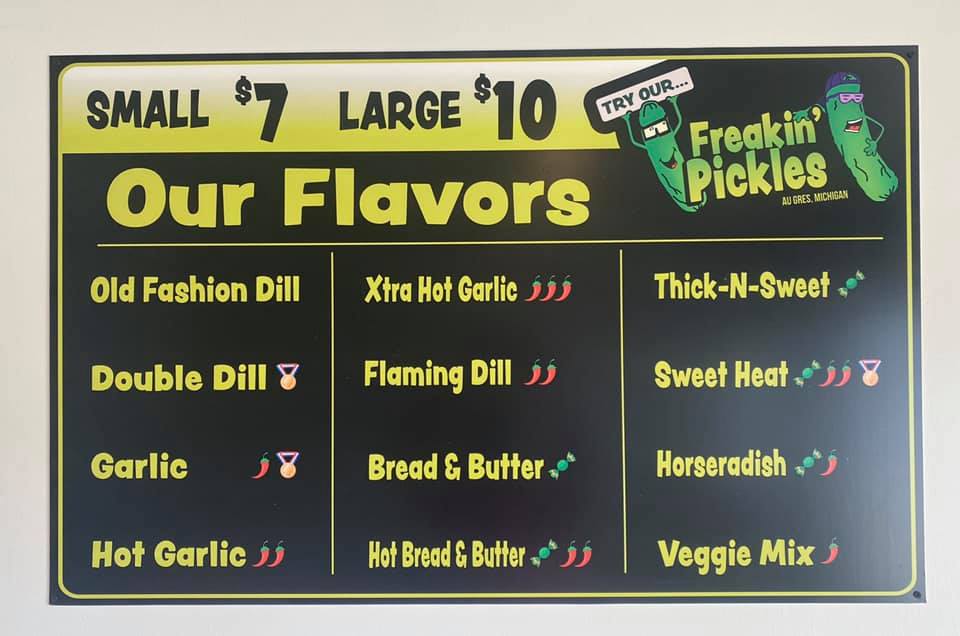 SMALL $7 LARGE $10
TRY OUR...
Freakin'
Pickles
AU GRES, MICHIGAN
Our Flavors
Old Fashion Dill
Double Dill
Garlic
Hot Garlic
Xtra Hot Garlic
Flaming Dill
Bread & Butter
Hot Bread & Butter
Thick-N-Sweet
Sweet Heat
Horseradish
Veggie Mix